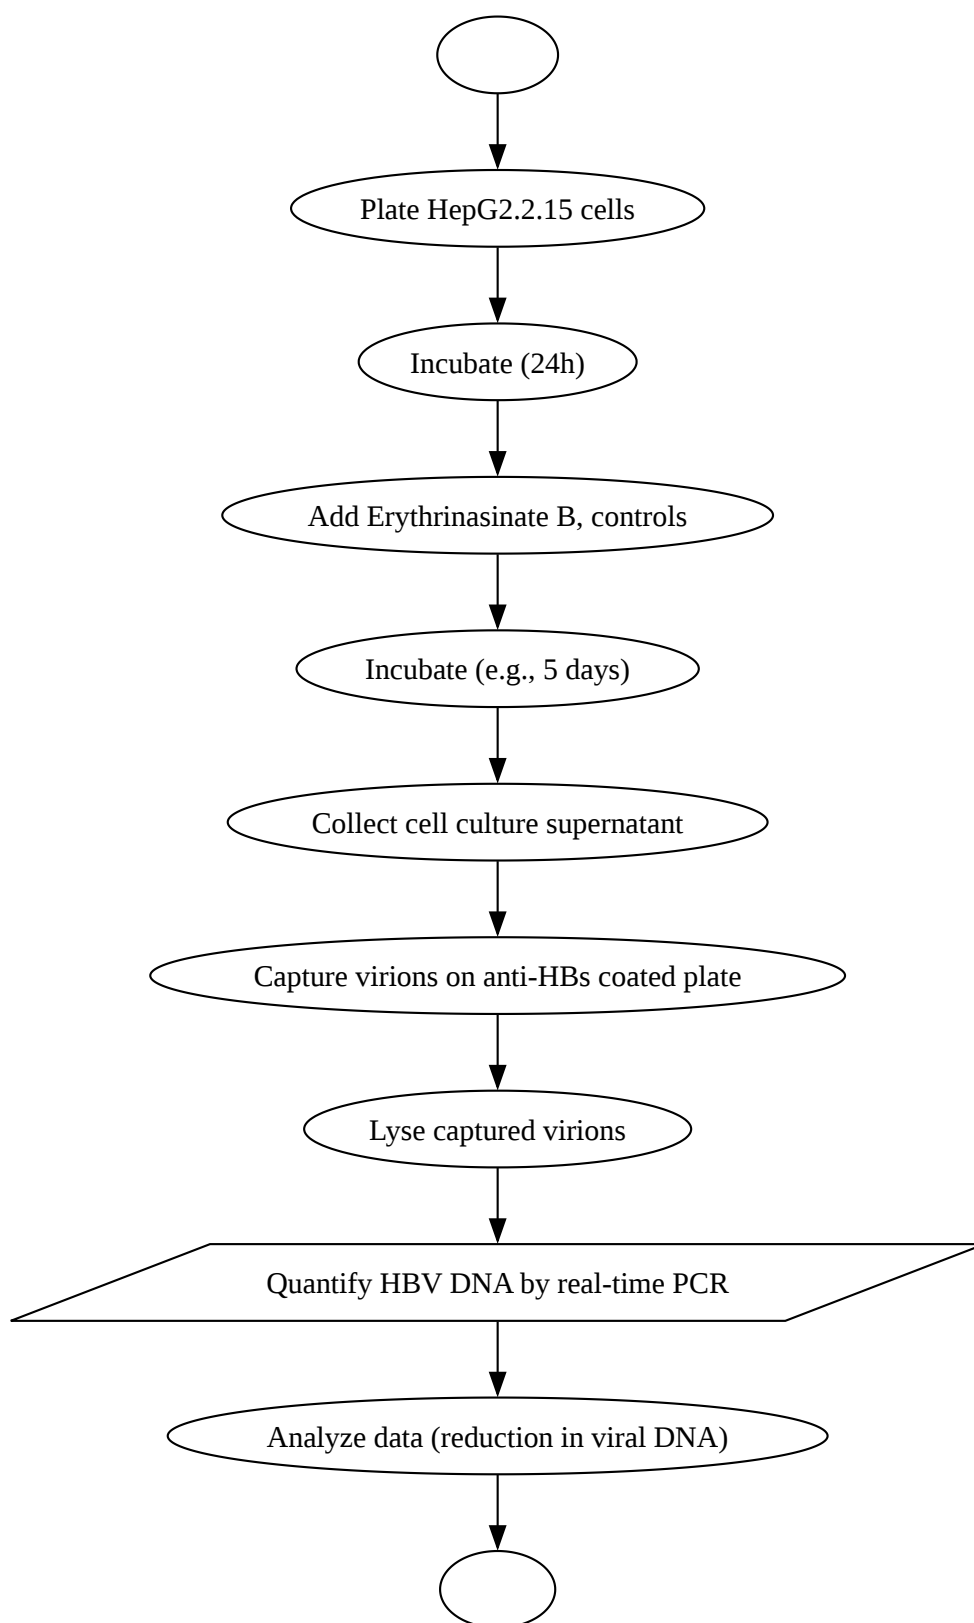 Plate HepG2.2.15 cells
Incubate (24h)
Add Erythrinasinate B, controls
Incubate (e.g., 5 days)
Collect cell culture supernatant
Capture virions on anti-HBs coated plate
Lyse captured virions
Quantify HBV DNA by real-time PCR
Analyze data (reduction in viral DNA)